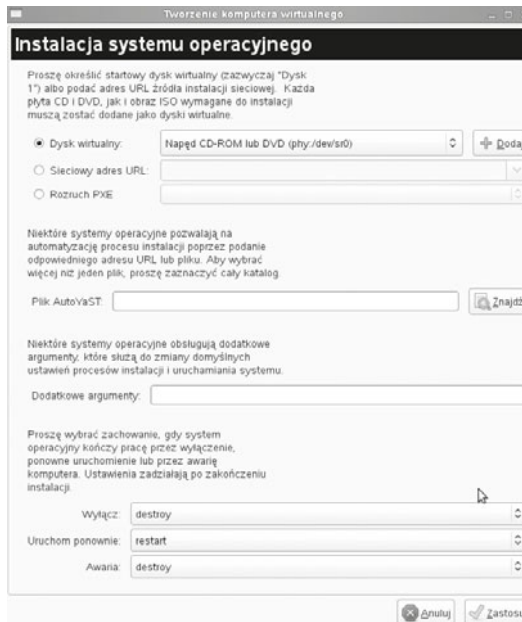 Tworzenie komputera wirtualnego
Instalacja systemu operacyjnego
Proszę określić startowy dysk wirtualny (zazwyczaj "Dysk
1") albo podać adres URL źródła instalacji sieciowej. Każda
płyta CD i DVD, jak i obraz ISO wymagane do instalacji
muszą zostać dodane jako dyski wirtualne.
Dysk wirtualny: Napęd CD-ROM lub DVD (phy:/dev/sr0) Dodaj
Sieciowy adres URL:
Rozruch PXE
Niektóre systemy operacyjne pozwalają na
automatyzację procesu instalacji poprzez podanie
odpowiedniego adresu URL lub pliku. Aby wybrać
więcej niż jeden plik, proszę zaznaczyć cały katalog.
Plik AutoYaST: Znajdź
Niektóre systemy operacyjne obsługują dodatkowe
argumenty, które służą do zmiany domyślnych
ustawień procesów instalacji i uruchamiania systemu.
Dodatkowe argumenty:
Proszę wybrać zachowanie, gdy system
operacyjny kończy pracę przez wyłączenie,
ponowne uruchomienie lub przez awarię
komputera. Ustawienia zadziałają po zakończeniu
instalacji.
Wyłącz: destroy
Uruchom ponownie: restart
Awaria: destroy
Anuluj Zastosu